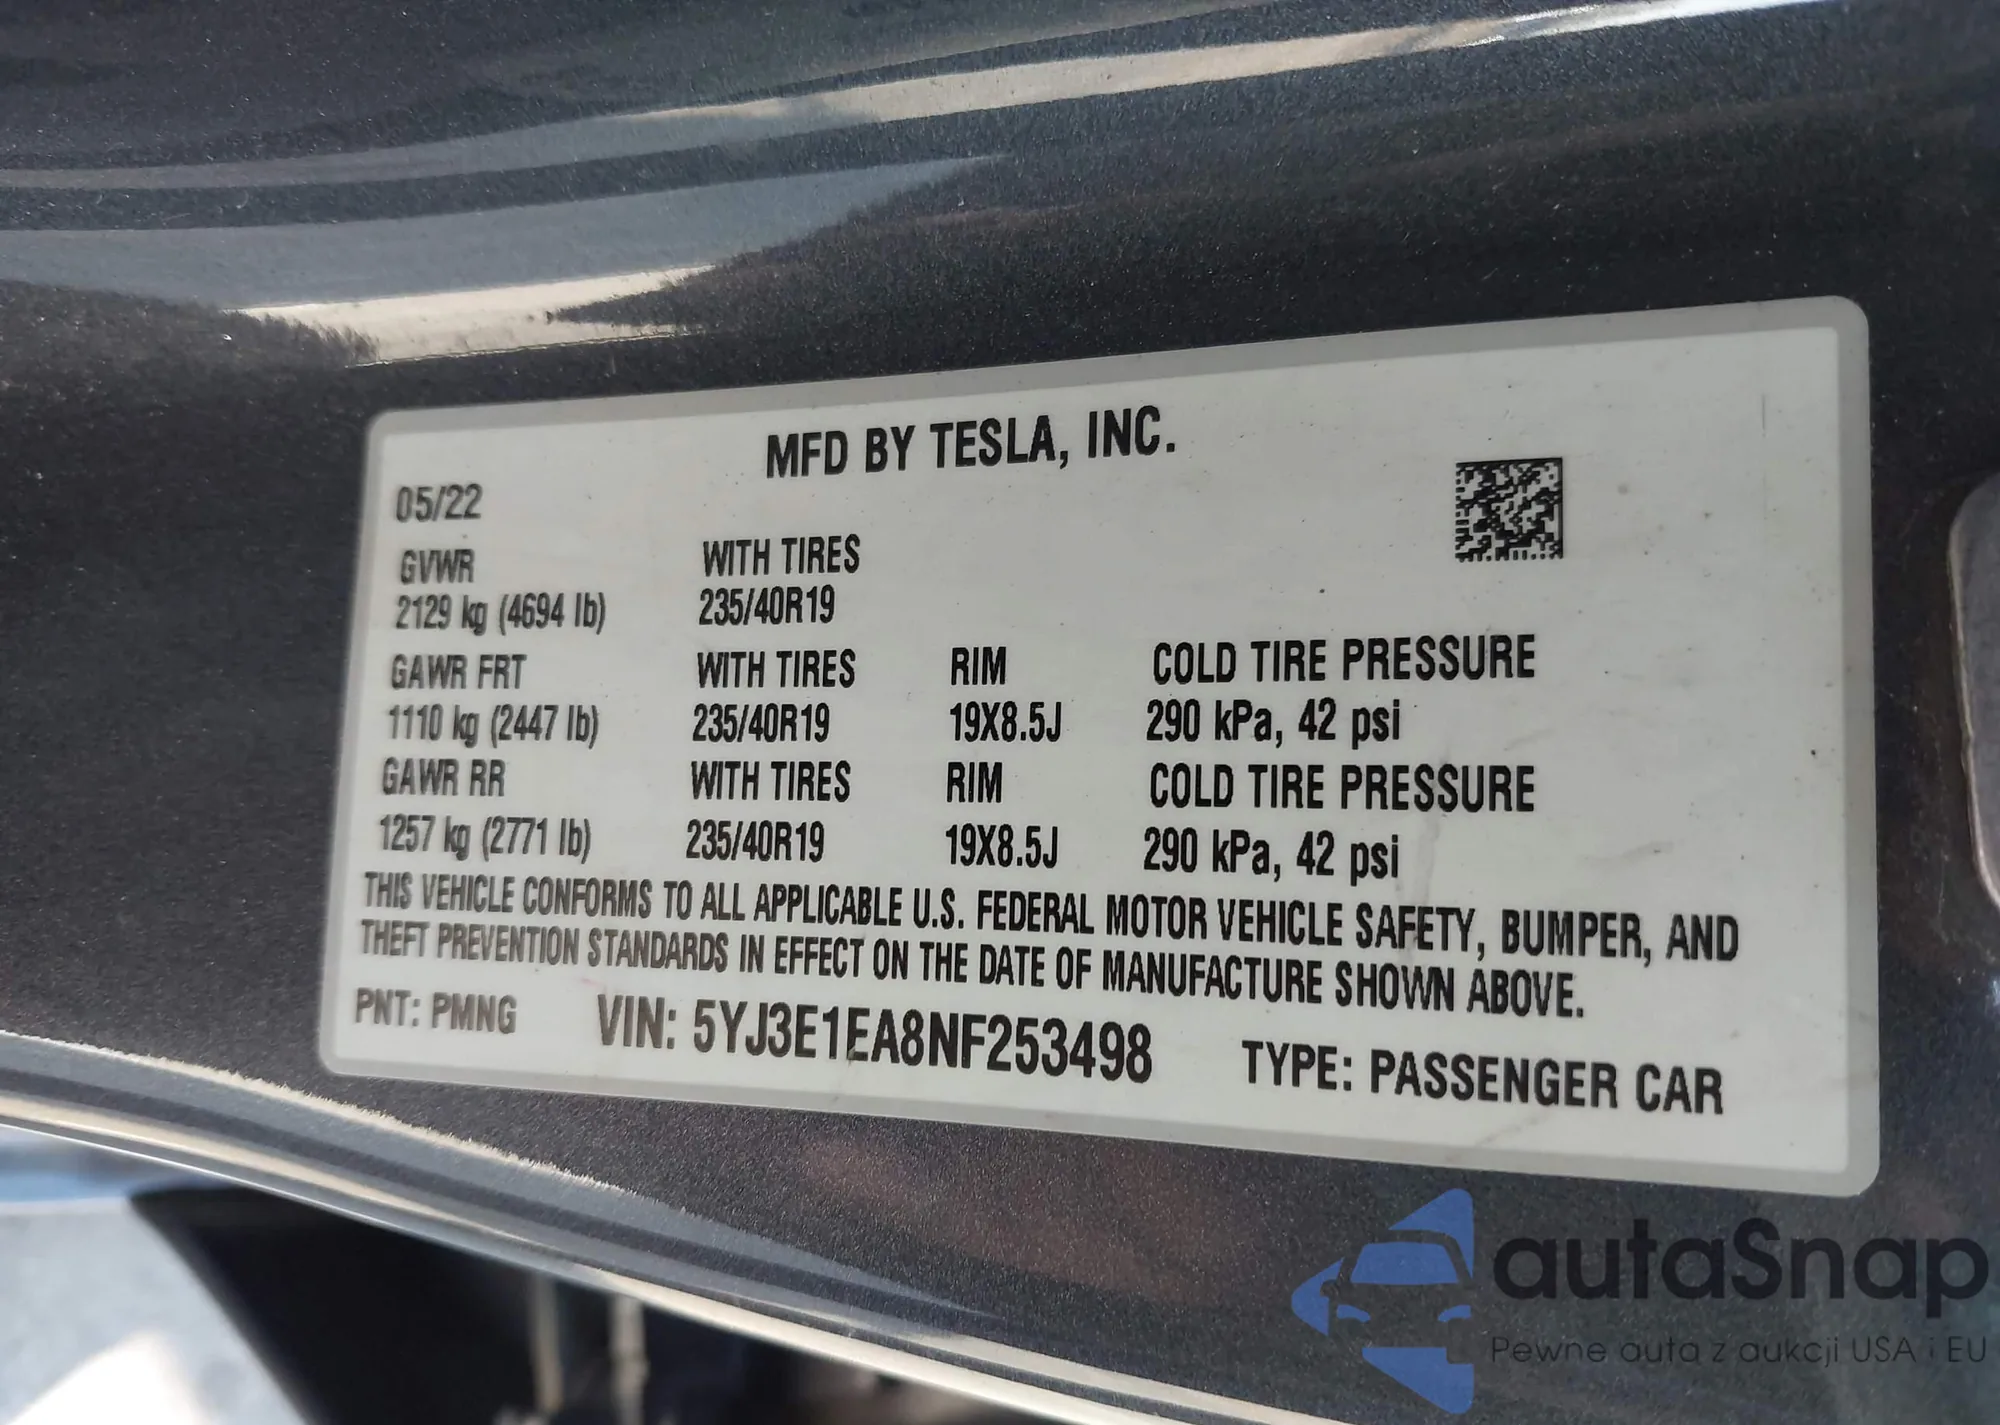 MFD BY TESLA, INC.
05/22
GVWR WITH TIRES
2129 kg (4694 lb) 235/40R19
GAWR FRT WITH TIRES RIM COLD TIRE PRESSURE
1110 kg (2447 lb) 235/40R19 19X8.5J 290 kPa, 42 psi
GAWR RR WITH TIRES RIM COLD TIRE PRESSURE
1257 kg (2771 lb) 235/40R19 19X8.5J 290 kPa, 42 psi
THIS VEHICLE CONFORMS TO ALL APPLICABLE U.S. FEDERAL MOTOR VEHICLE SAFETY, BUMPER, AND
THEFT PREVENTION STANDARDS IN EFFECT ON THE DATE OF MANUFACTURE SHOWN ABOVE.
PNT: PMNG VIN: 5YJ3E1EA8NF253498 TYPE: PASSENGER CAR
autaSnap
Pewne auta z aukcji USA i EU